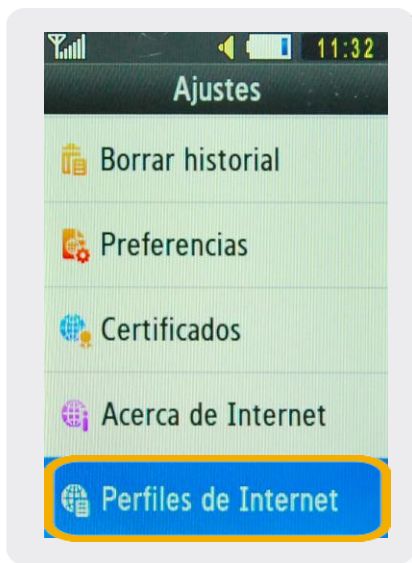 11:32
Ajustes
Borrar historial
Preferencias
Certificados
Acerca de Internet
Perfiles de Internet